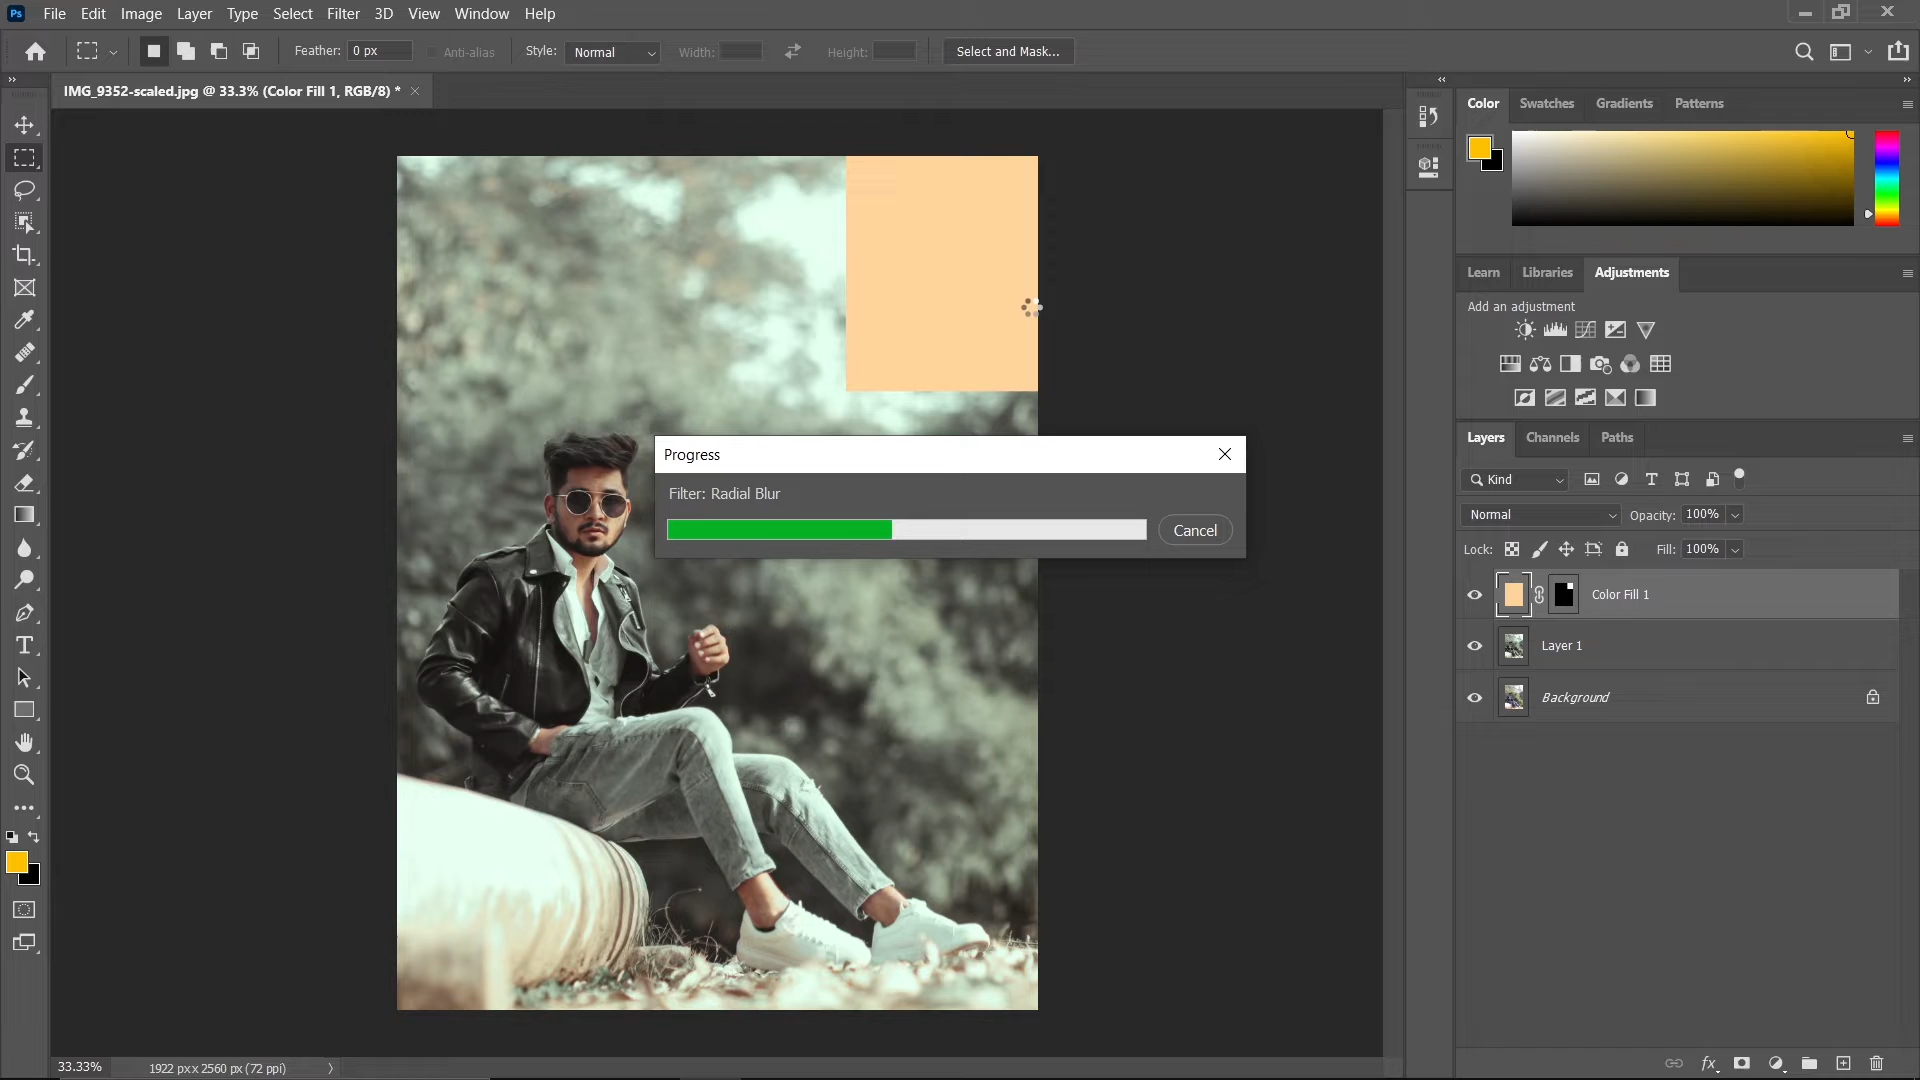 Ps File Edit Image Layer Type Select Filter 3D View Window Help
Feather: 0 px Anti-alias Style: Normal Width: Height: Select and Mask...
IMG_9352-scaled.jpg @ 33.3% (Color Fill 1, RGB/8) *
Color Swatches Gradients Patterns
Learn Libraries Adjustments
Add an adjustment
Layers Channels Paths
Kind
Normal Opacity: 100%
Lock: Fill: 100%
Color Fill 1
Layer 1
Background
Progress
Filter: Radial Blur
Cancel
33.33% 1922 px x 2560 px (72 ppi)